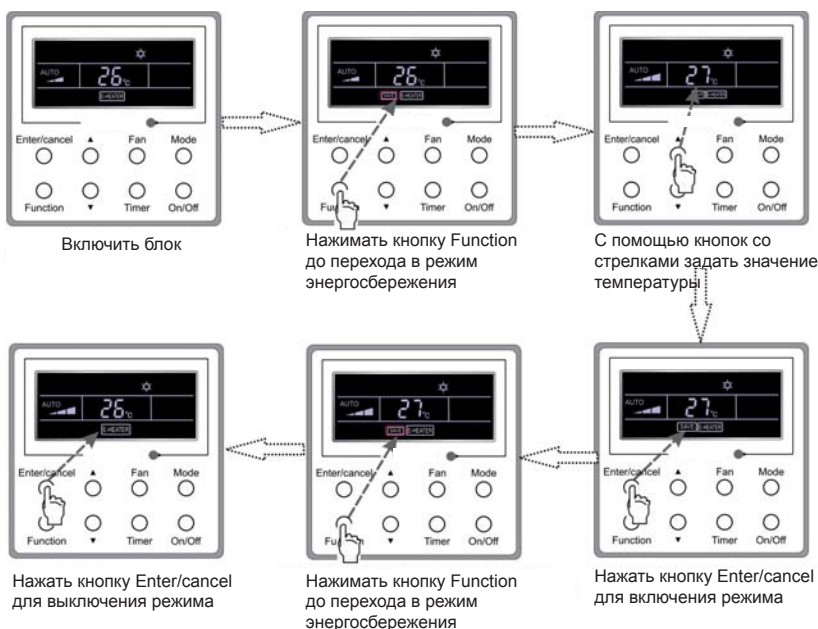 AUTO 26 °C
E-HEATER
Enter/cancel ▲ Fan Mode
Function ▼ Timer On/Off
Включить блок
AUTO 26 °C
SAVE E-HEATER
Enter/cancel ▲ Fan Mode
Timer On/Off
Нажимать кнопку Function
до перехода в режим
энергосбережения
AUTO 27 °C
Enter/cancel ▲ Fan Mode
Function ▼ Timer On/Off
С помощью кнопок со
стрелками задать значение
температуры
AUTO 27 °C
SAVE E-HEATER
Enter/cancel ▲ Fan Mode
Function ▼ Timer On/Off
Нажать кнопку Enter/cancel
для включения режима
AUTO 27 °C
SAVE E-HEATER
Enter/cancel ▲ Fan Mode
▼ Timer On/Off
Нажимать кнопку Function
до перехода в режим
энергосбережения
AUTO 26 °C
E-HEATER
Enter/cancel ▲ Fan Mode
Function ▼ Timer On/Off
Нажать кнопку Enter/cancel
для выключения режима